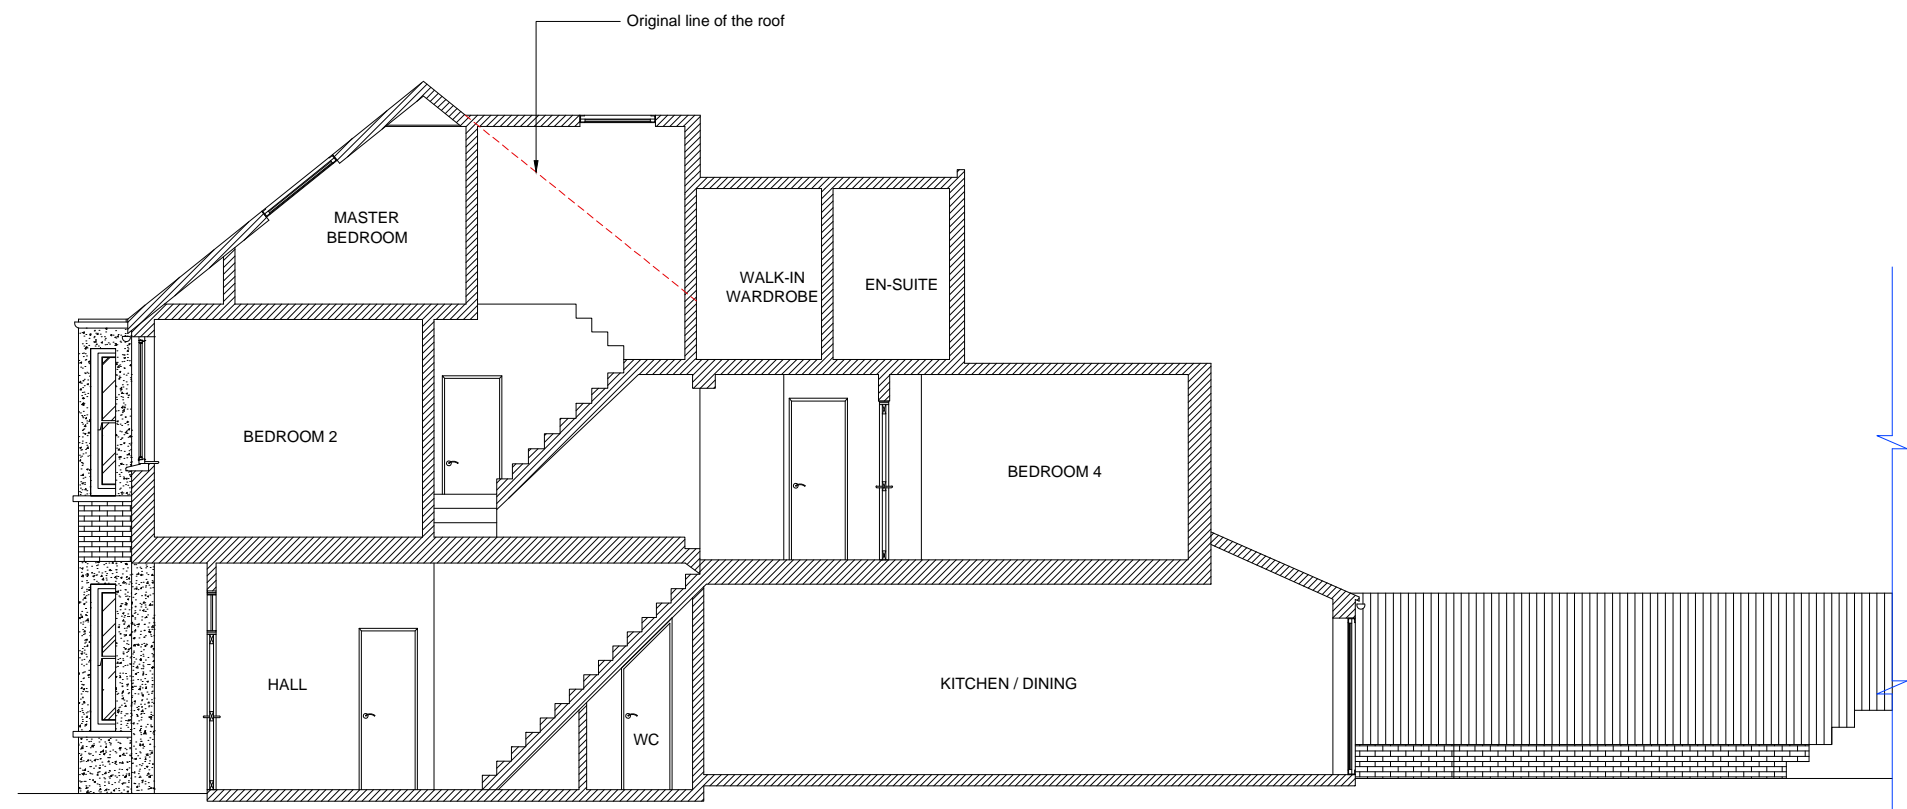 Original line of the roof
MASTER
BEDROOM
WALK-IN
WARDROBE
EN-SUITE
BEDROOM 2
BEDROOM 4
HALL
KITCHEN / DINING
WC